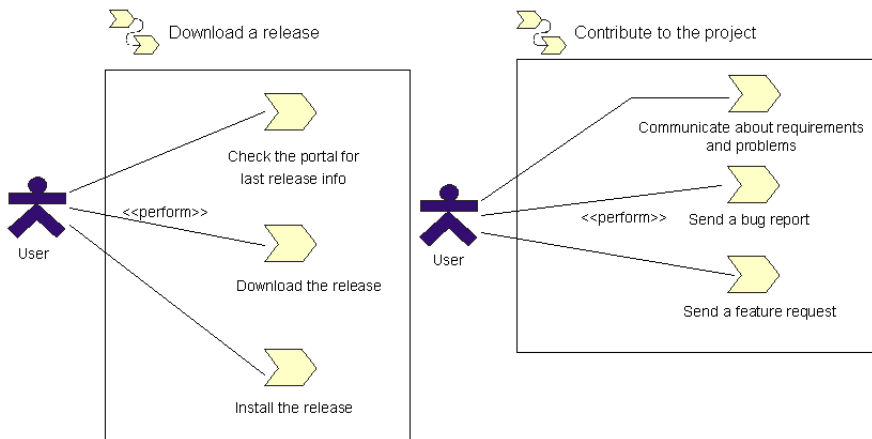 Download a release
Check the portal for
last release info
<<perform>>
User
Download the release
Install the release
Contribute to the project
Communicate about requirements
and problems
<<perform>>
Send a bug report
User
Send a feature request